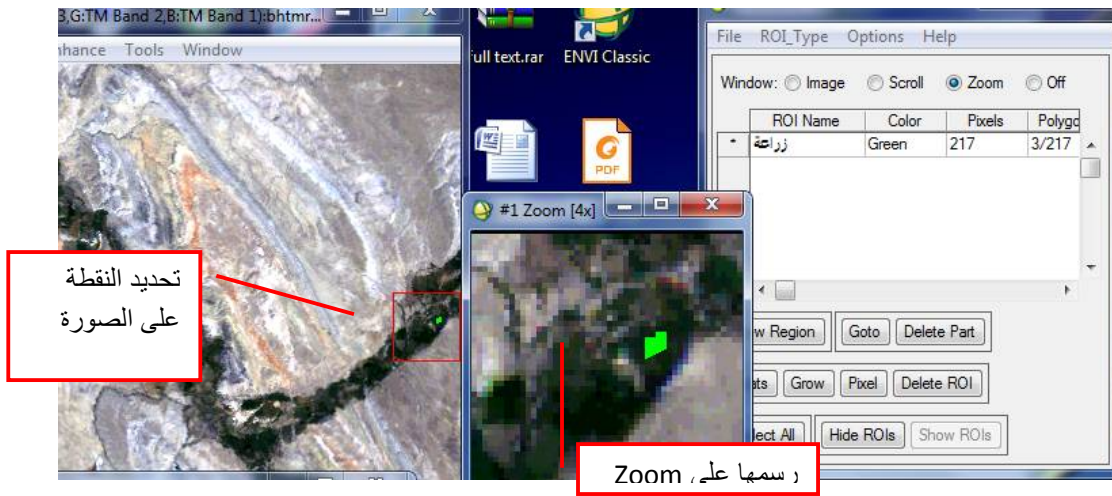 3,G:TM Band 2,B:TM Band 1):bhtmr...
nhance Tools Window
ull text.rar ENVI Classic
PDF
File ROI_Type Options Help
Window: Image Scroll Zoom Off
ROI Name Color Pixels Polygo
* زراعة Green 217 3/217
#1 Zoom [4x]
تحديد النقطة
على الصورة
w Region Goto Delete Part
ats Grow Pixel Delete ROI
lect All Hide ROIs Show ROIs
رسمها على Zoom